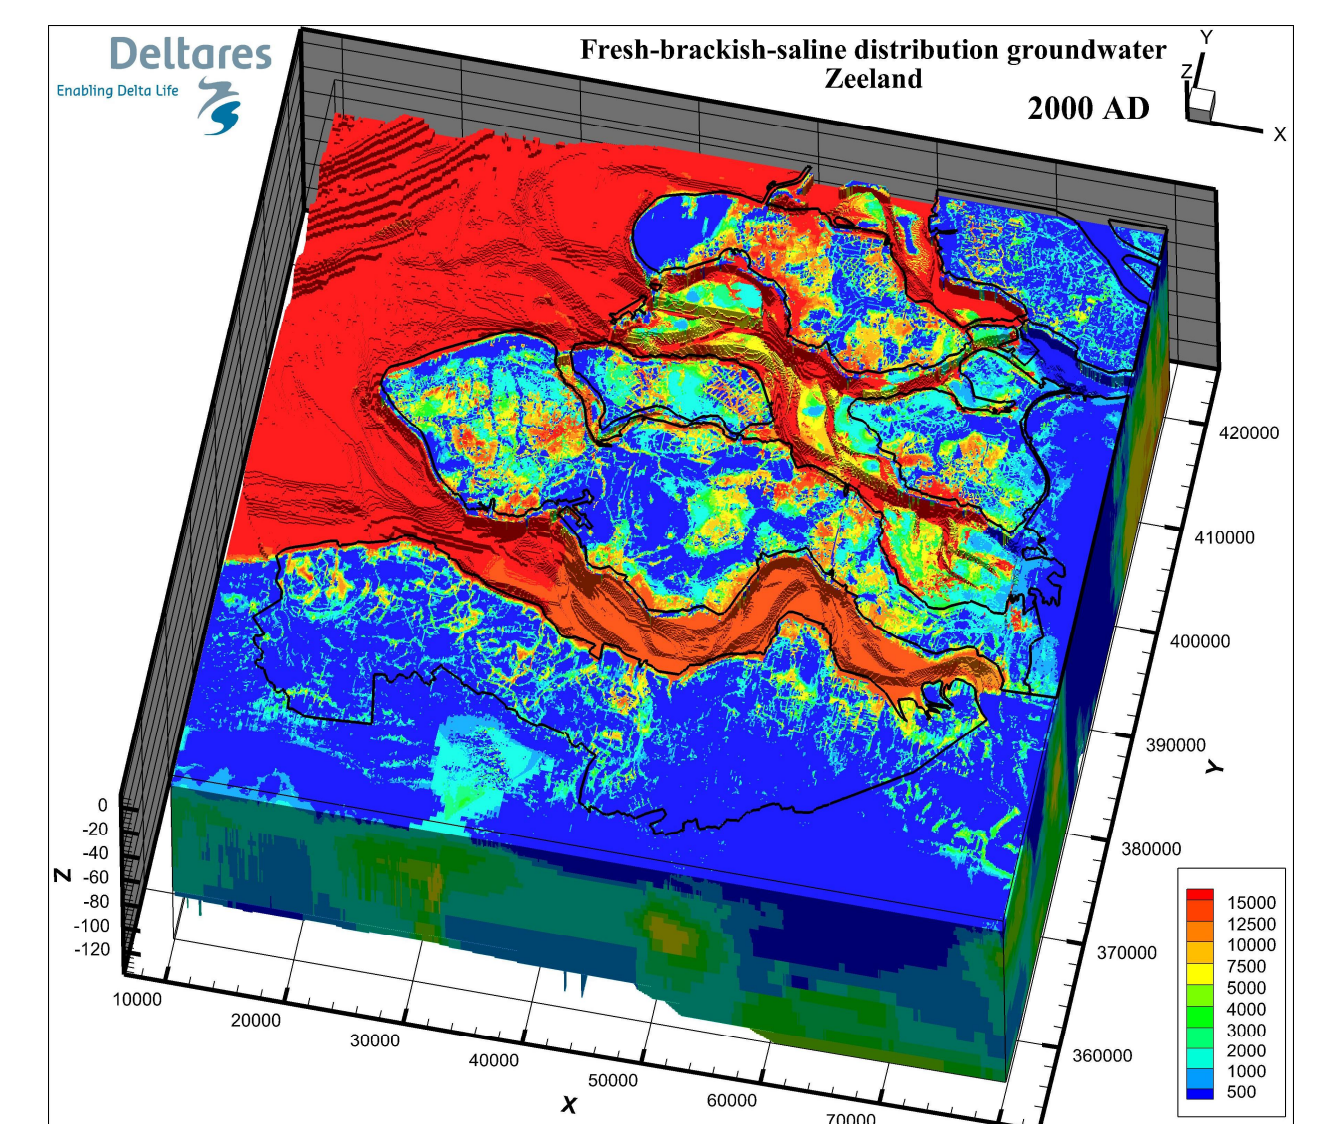 Deltares
Enabling Delta Life
Fresh-brackish-saline distribution groundwater
Zeeland
2000 AD
Y
Z
X
420000
410000
400000
390000
380000
370000
360000
Y
0
-20
-40
-60
-80
-100
-120
Z
10000
20000
30000
40000
50000
60000
70000
X
15000
12500
10000
7500
5000
4000
3000
2000
1000
500